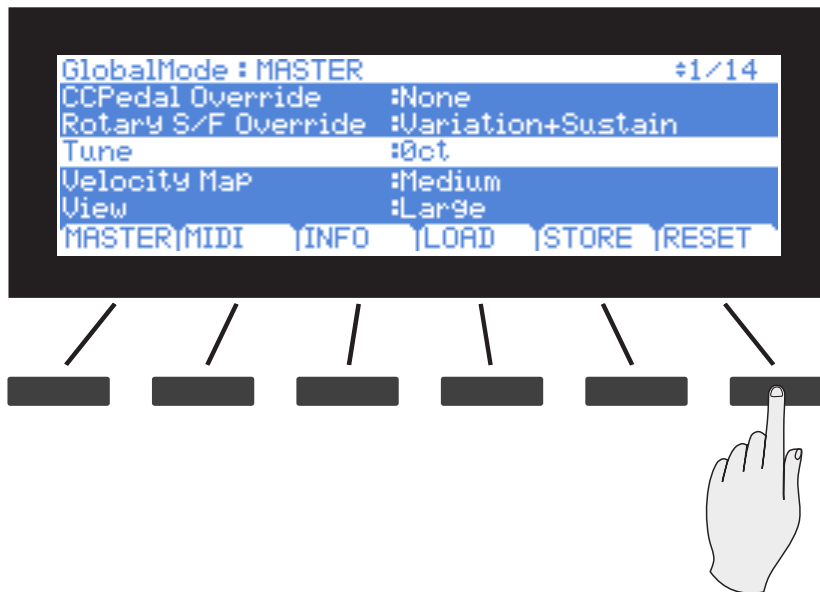 GlobalMode : MASTER ÷1/14
CCPedal Override :None
Rotary S/F Override :Variation+Sustain
Tune :0ct
Velocity Map :Medium
View :Large
MASTER MIDI INFO LOAD STORE RESET